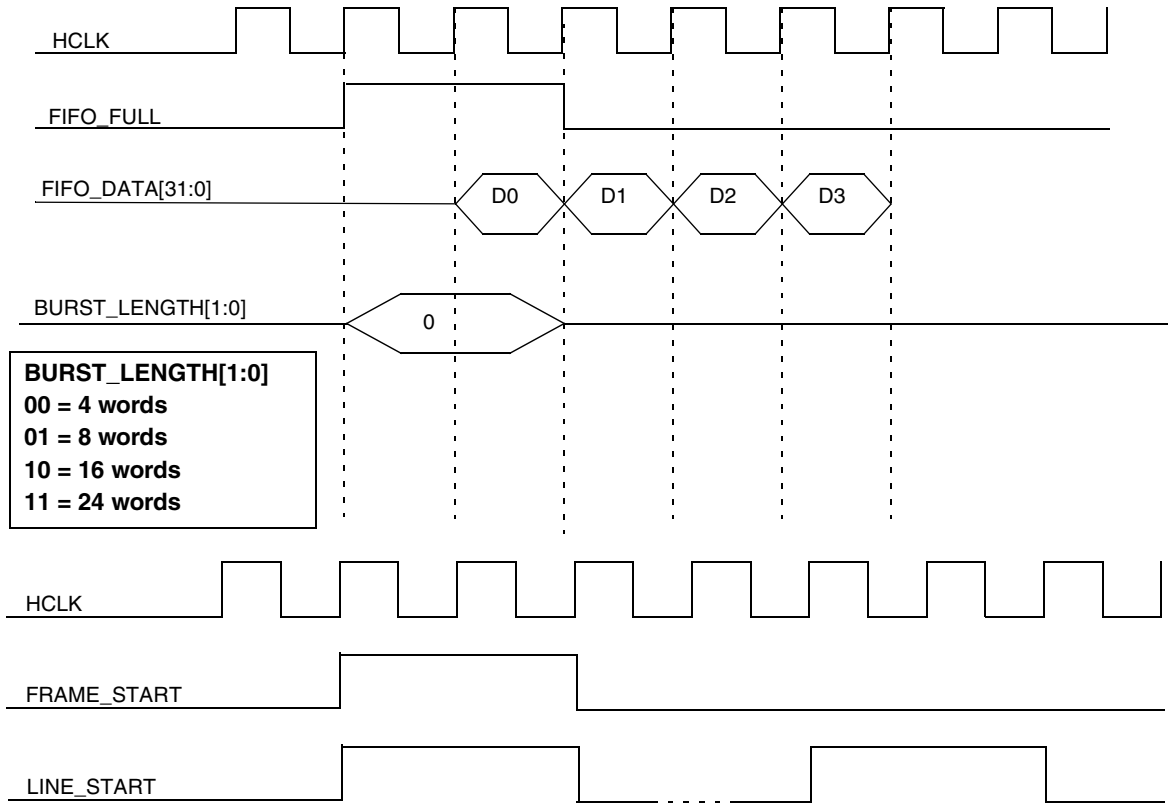 HCLK
FIFO_FULL
FIFO_DATA[31:0]
D0 D1 D2 D3
BURST_LENGTH[1:0]
0
BURST_LENGTH[1:0]
00 = 4 words
01 = 8 words
10 = 16 words
11 = 24 words
HCLK
FRAME_START
LINE_START